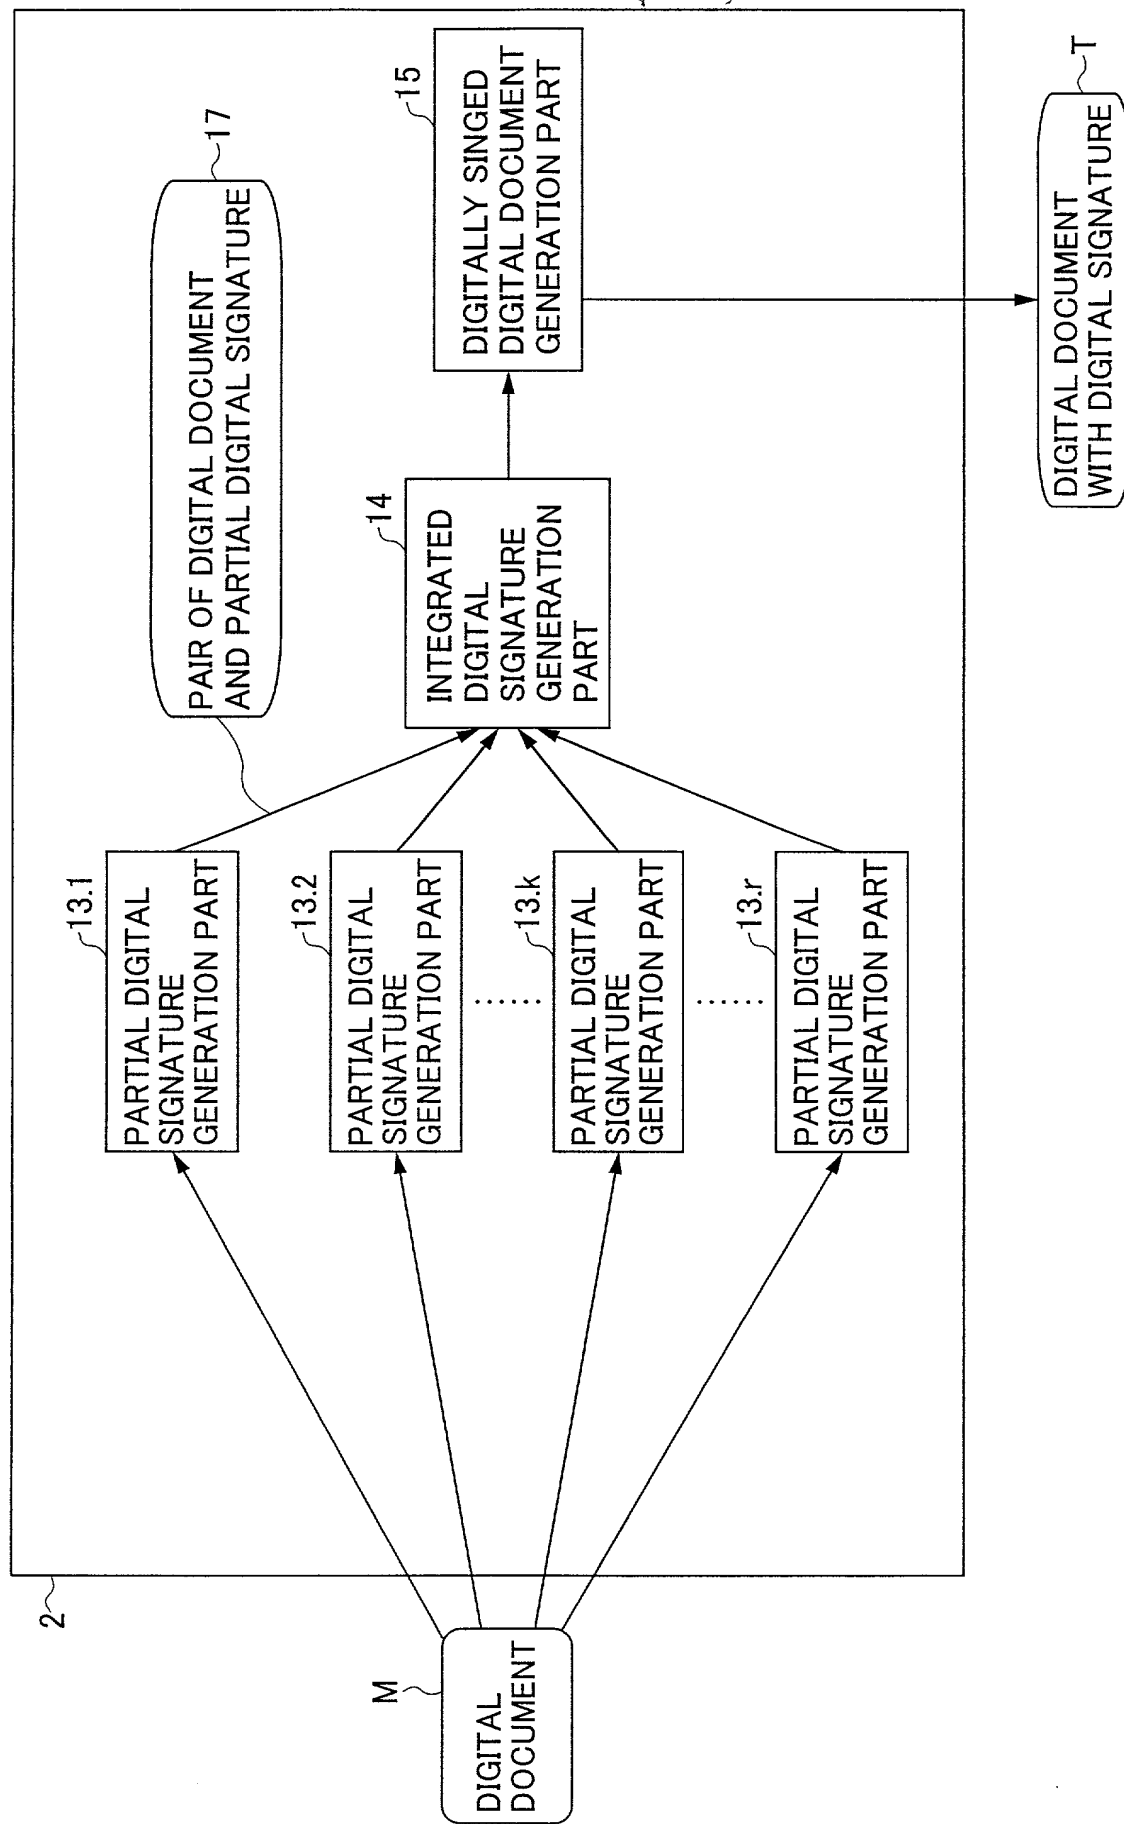 2
M
DIGITAL
DOCUMENT
13.1
PARTIAL DIGITAL
SIGNATURE
GENERATION PART
13.2
PARTIAL DIGITAL
SIGNATURE
GENERATION PART
......
13.k
PARTIAL DIGITAL
SIGNATURE
GENERATION PART
......
13.r
PARTIAL DIGITAL
SIGNATURE
GENERATION PART
17
PAIR OF DIGITAL DOCUMENT
AND PARTIAL DIGITAL SIGNATURE
14
INTEGRATED
DIGITAL
SIGNATURE
GENERATION
PART
15
DIGITALLY SINGED
DIGITAL DOCUMENT
GENERATION PART
T
DIGITAL DOCUMENT
WITH DIGITAL SIGNATURE